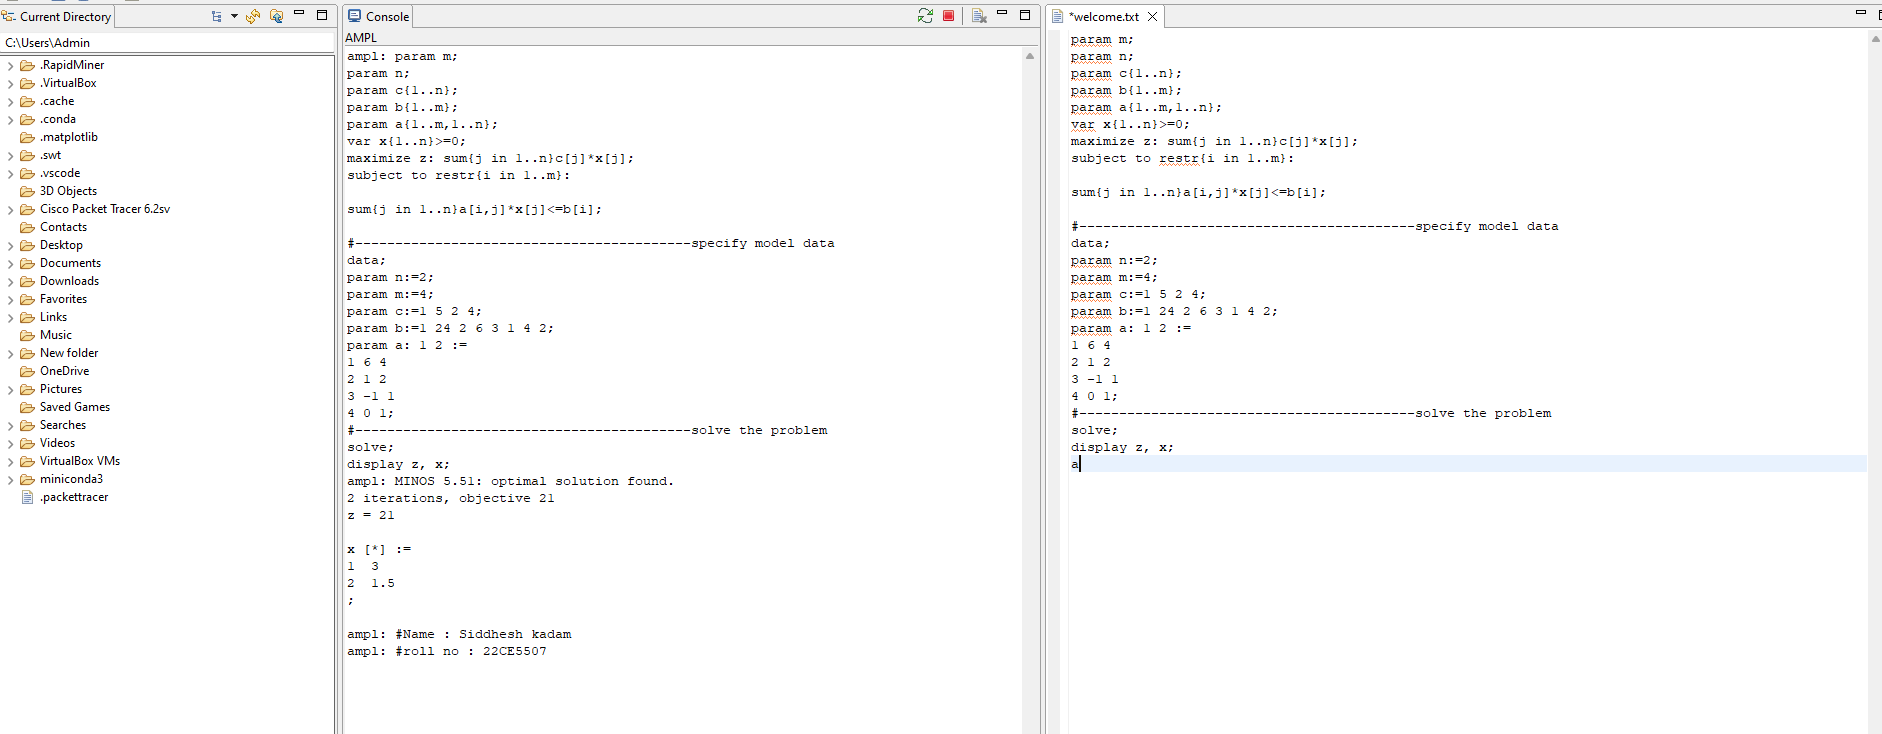 Current Directory
C:\Users\Admin
.RapidMiner
.VirtualBox
.cache
.conda
.matplotlib
.swt
.vscode
3D Objects
Cisco Packet Tracer 6.2sv
Contacts
Desktop
Documents
Downloads
Favorites
Links
Music
New folder
OneDrive
Pictures
Saved Games
Searches
Videos
VirtualBox VMs
miniconda3
.packettracer
Console
AMPL
ampl: param m;
param n;
param c{1..n};
param b{1..m};
param a{1..m,1..n};
var x{1..n}>=0;
maximize z: sum{j in 1..n}c[j]*x[j];
subject to restr{i in 1..m}:
sum{j in 1..n}a[i,j]*x[j]<=b[i];
#------------------------------------------specify model data
data;
param n:=2;
param m:=4;
param c:=1 5 2 4;
param b:=1 24 2 6 3 1 4 2;
param a: 1 2 :=
1 6 4
2 1 2
3 -1 1
4 0 1;
#------------------------------------------solve the problem
solve;
display z, x;
ampl: MINOS 5.51: optimal solution found.
2 iterations, objective 21
z = 21
x [*] :=
1  3
2  1.5
;
ampl: #Name : Siddhesh kadam
ampl: #roll no : 22CE5507
*welcome.txt
param m;
param n;
param c{1..n};
param b{1..m};
param a{1..m,1..n};
var x{1..n}>=0;
maximize z: sum{j in 1..n}c[j]*x[j];
subject to restr{i in 1..m}:
sum{j in 1..n}a[i,j]*x[j]<=b[i];
#------------------------------------------specify model data
data;
param n:=2;
param m:=4;
param c:=1 5 2 4;
param b:=1 24 2 6 3 1 4 2;
param a: 1 2 :=
1 6 4
2 1 2
3 -1 1
4 0 1;
#------------------------------------------solve the problem
solve;
display z, x;
a